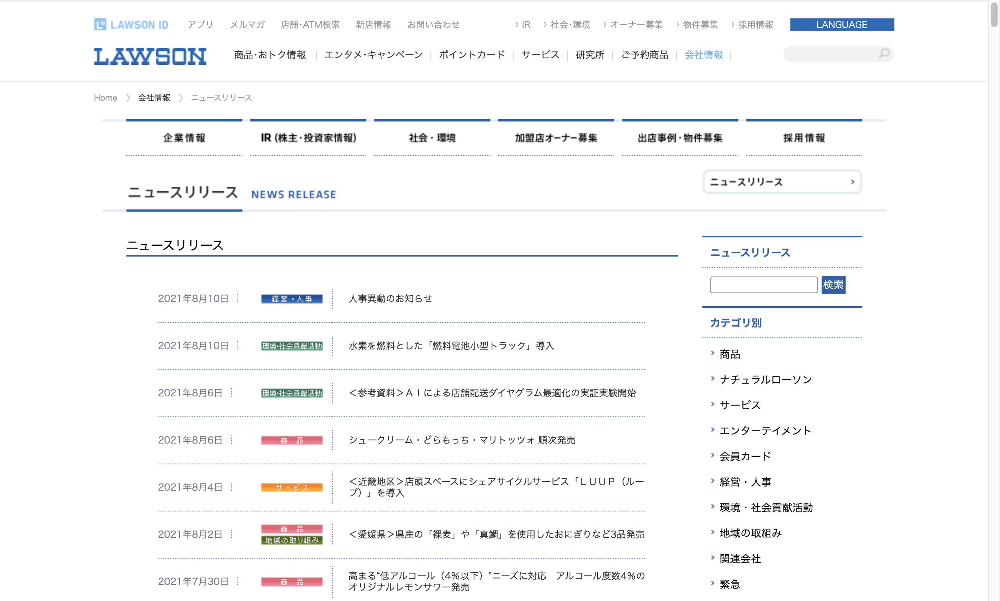 LID LAWSON ID アプリ メルマガ 店舗･ATM検索 新店情報 お問い合わせ IR 社会･環境 オーナー募集 物件募集 採用情報 LANGUAGE
LAWSON 商品･おトク情報 エンタメ･キャンペーン ポイントカード サービス 研究所 ご予約商品 会社情報
Home 会社情報 ニュースリリース
企業情報 IR (株主･投資家情報) 社会・環境 加盟店オーナー募集 出店事例･物件募集 採用情報
ニュースリリース NEWS RELEASE
ニュースリリース
ニュースリリース
2021年8月10日 経営・人事 人事異動のお知らせ
2021年8月10日 環境･社会貢献活動 水素を燃料とした「燃料電池小型トラック」導入
2021年8月6日 環境･社会貢献活動 ＜参考資料＞ＡＩによる店舗配送ダイヤグラム最適化の実証実験開始
2021年8月6日 商品 シュークリーム・どらもっち・マリトッツォ 順次発売
2021年8月4日 サービス ＜近畿地区＞店頭スペースにシェアサイクルサービス「ＬＵＵＰ（ルー
プ）」を導入
2021年8月2日 商品 地域の取り組み ＜愛媛県＞県産の「裸麦」や「真鯛」を使用したおにぎりなど3品発売
2021年7月30日 商品 高まる“低アルコール（4％以下）”ニーズに対応　アルコール度数4％の
オリジナルレモンサワー発売
ニュースリリース
検索
カテゴリ別
商品
ナチュラルローソン
サービス
エンターテイメント
会員カード
経営・人事
環境・社会貢献活動
地域の取組み
関連会社
緊急